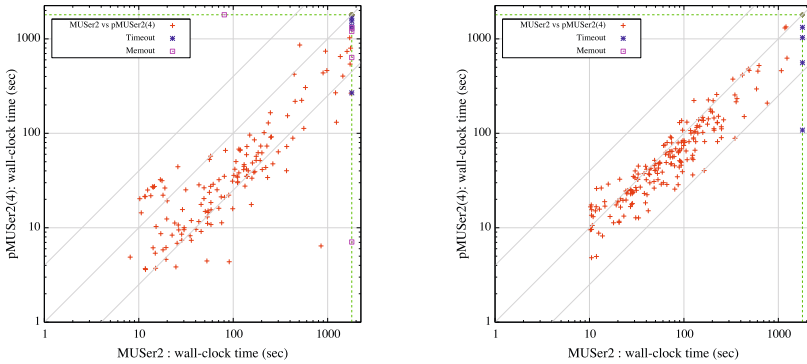 MUSer2 vs pMUSer2(4)
Timeout
Memout
1000
100
10
1
1 10 100 1000
pMUSer2(4): wall-clock time (sec)
MUSer2 : wall-clock time (sec)
MUSer2 vs pMUSer2(4)
Timeout
Memout
1000
100
10
1
1 10 100 1000
pMUSer2(4): wall-clock time (sec)
MUSer2 : wall-clock time (sec)